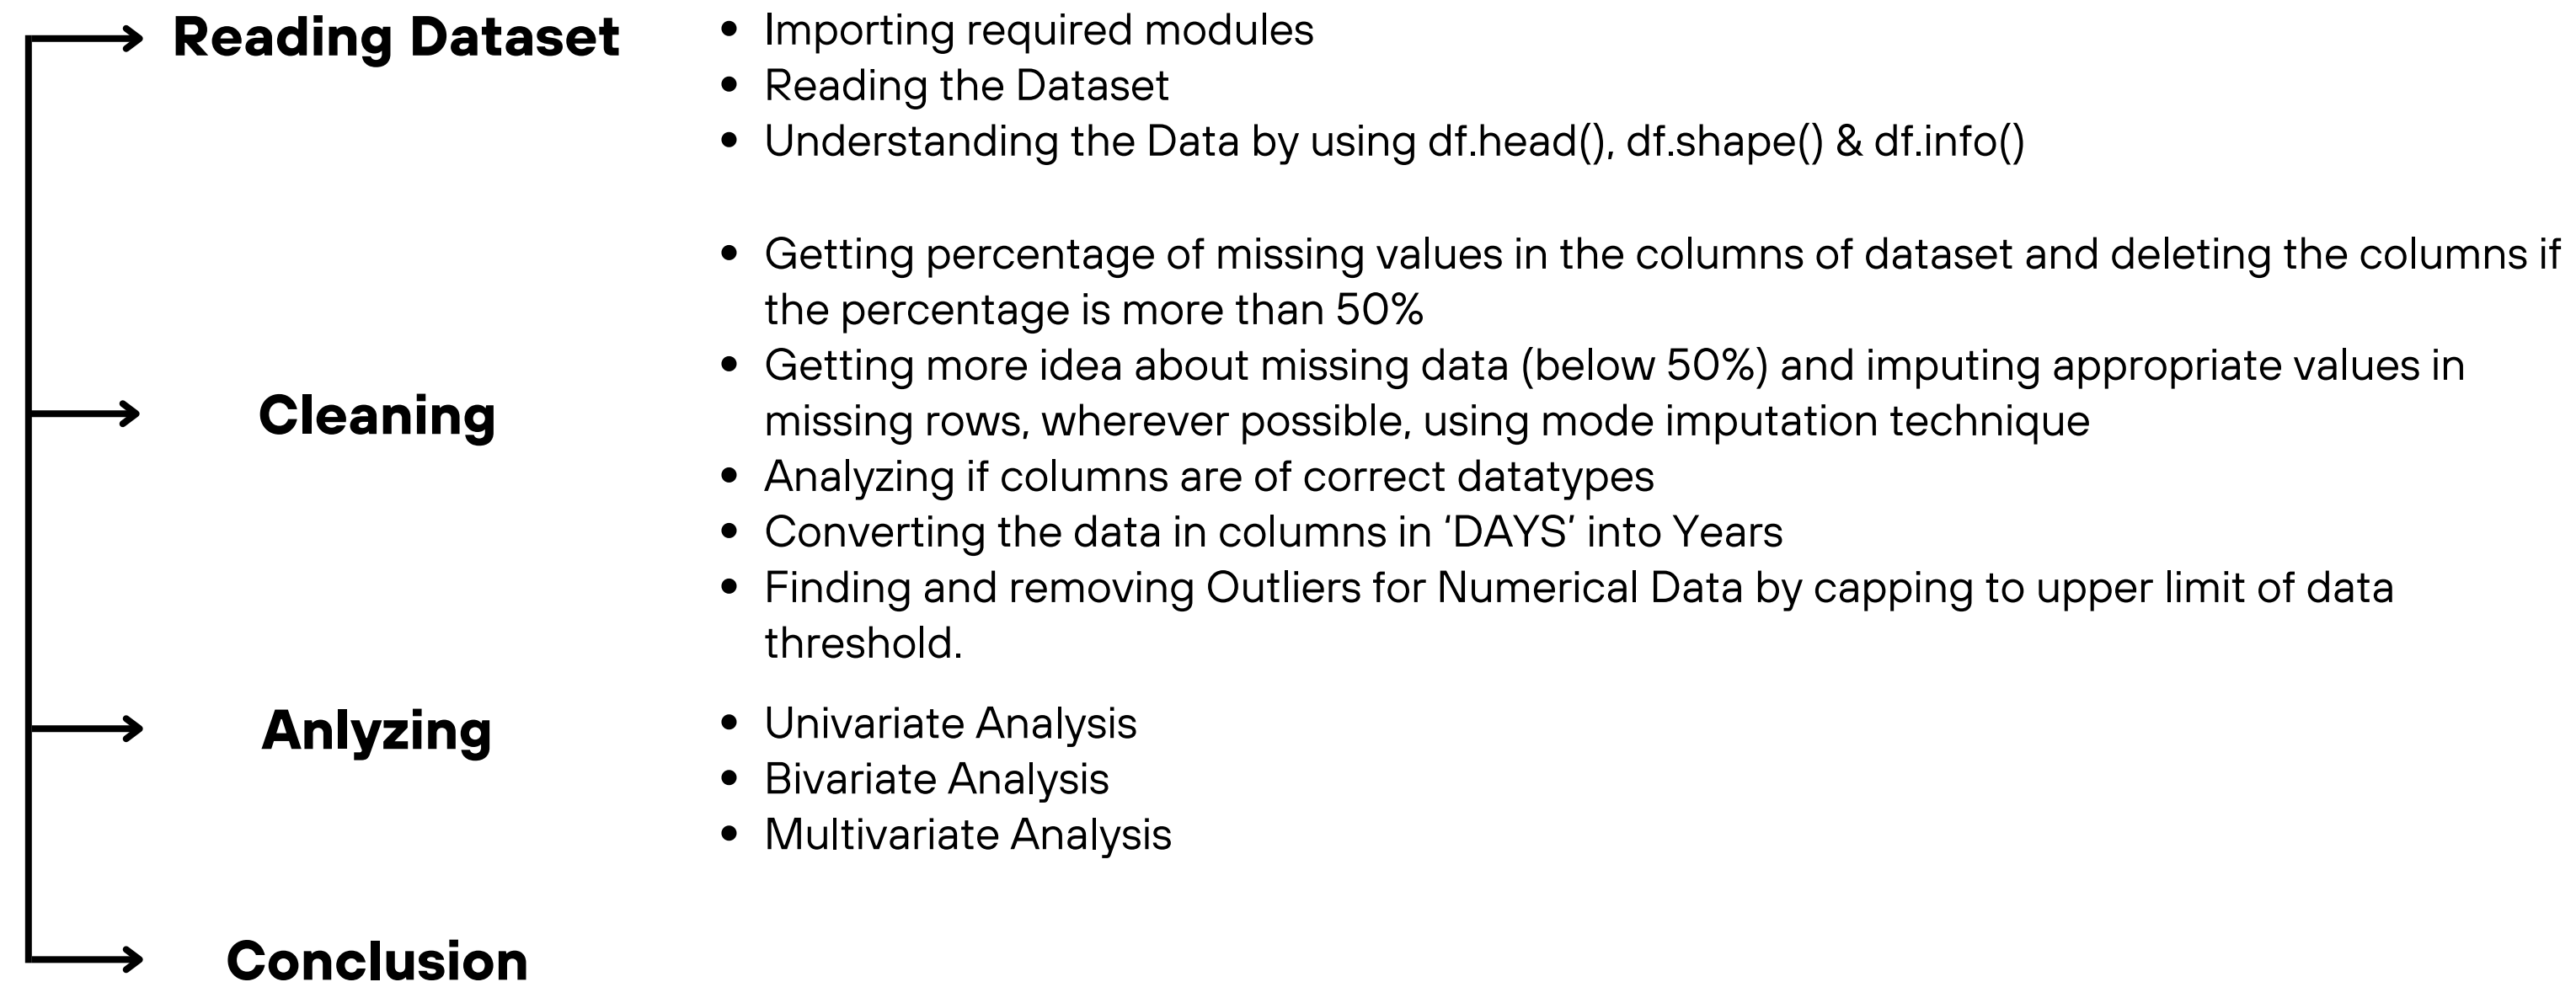 Reading Dataset
• Importing required modules
• Reading the Dataset
• Understanding the Data by using df.head(), df.shape() & df.info()
Cleaning
• Getting percentage of missing values in the columns of dataset and deleting the columns if
the percentage is more than 50%
• Getting more idea about missing data (below 50%) and imputing appropriate values in
missing rows, wherever possible, using mode imputation technique
• Analyzing if columns are of correct datatypes
• Converting the data in columns in ‘DAYS’ into Years
• Finding and removing Outliers for Numerical Data by capping to upper limit of data
threshold.
Anlyzing
• Univariate Analysis
• Bivariate Analysis
• Multivariate Analysis
Conclusion